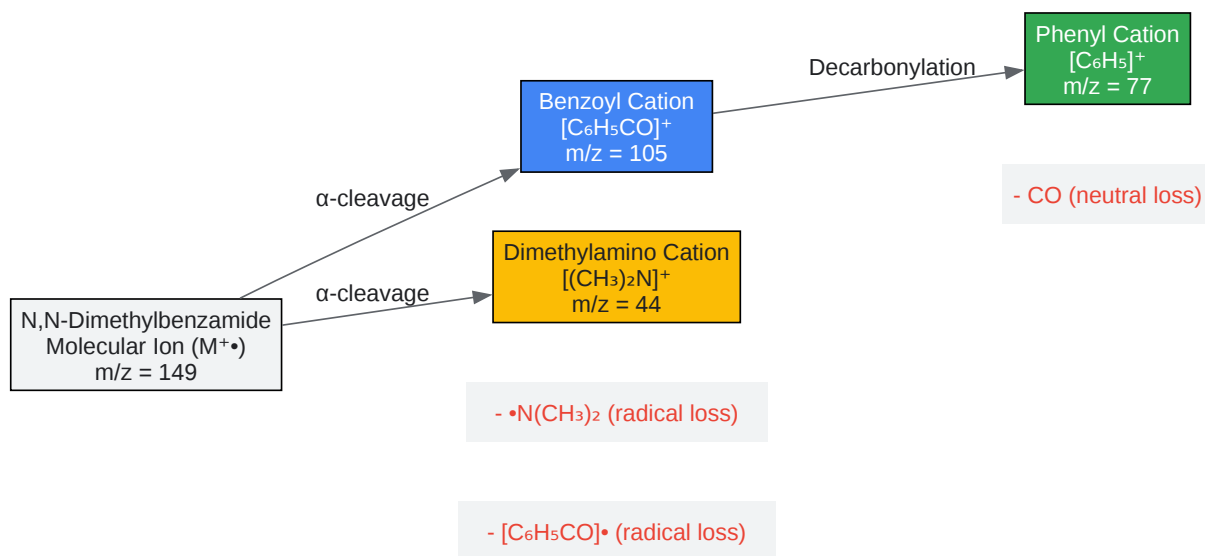 Phenyl Cation
[C₆H₅]⁺
m/z = 77
Decarbonylation
Benzoyl Cation
[C₆H₅CO]⁺
m/z = 105
- CO (neutral loss)
α-cleavage
Dimethylamino Cation
[(CH₃)₂N]⁺
m/z = 44
α-cleavage
N,N-Dimethylbenzamide
Molecular Ion (M⁺•)
m/z = 149
- •N(CH₃)₂ (radical loss)
- [C₆H₅CO]• (radical loss)